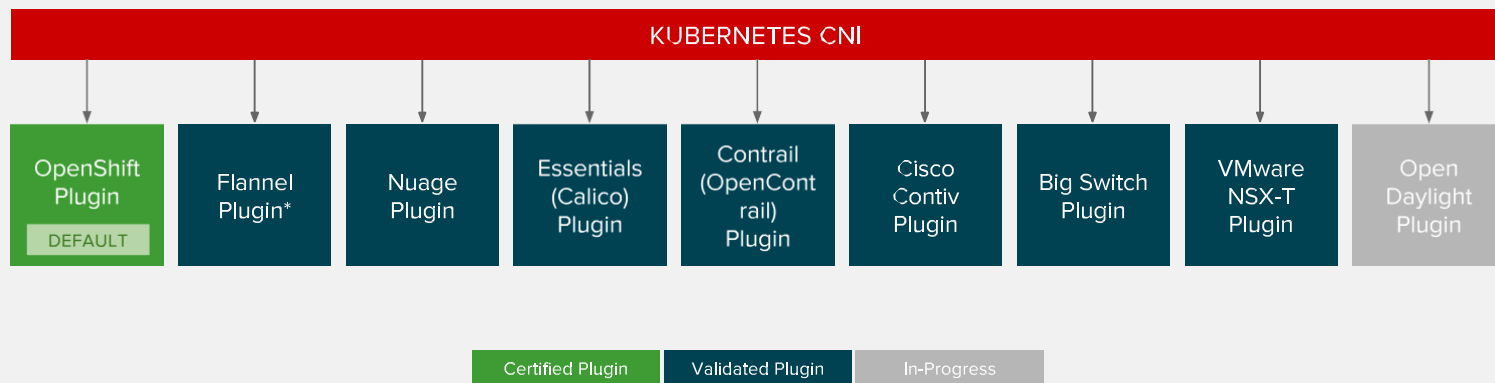 KUBERNETES CNI
OpenShift
Plugin
DEFAULT
Flannel
Plugin*
Nuage
Plugin
Essentials
(Calico)
Plugin
Contrail
(OpenCont
rail)
Plugin
Cisco
Contiv
Plugin
Big Switch
Plugin
VMware
NSX-T
Plugin
Open
Daylight
Plugin
Certified Plugin
Validated Plugin
In-Progress